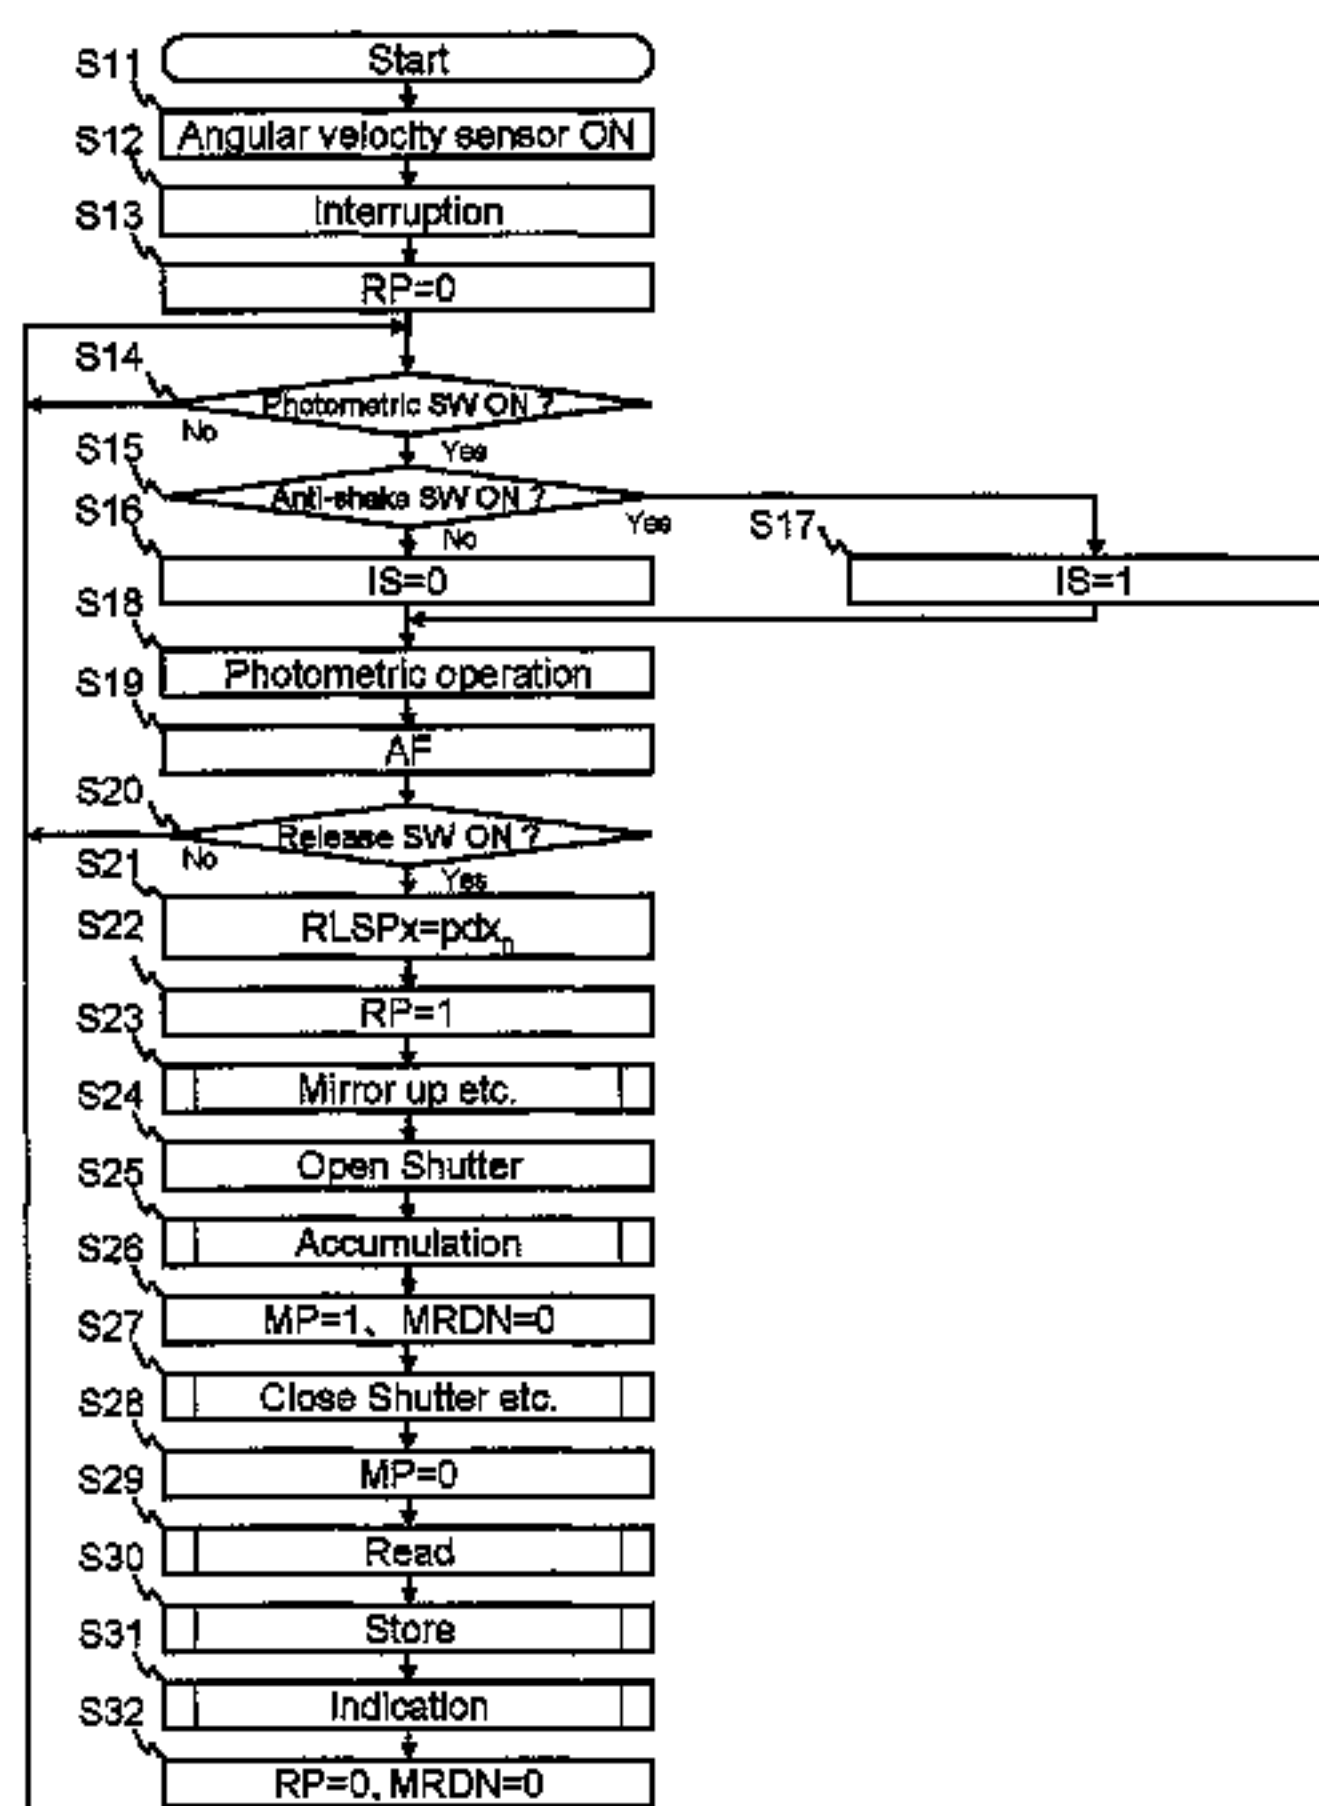 Start
S11
Angular velocity sensor ON
S12
Interruption
S13
RP=0
S14
Photometric SW ON ?
No
Yes
S15
Anti-shake SW ON ?
Yes
No
S16
IS=0
S17
IS=1
S18
Photometric operation
S19
AF
S20
Release SW ON ?
No
Yes
S21
RLSPx=pdxₙ
S22
RP=1
S23
Mirror up etc.
S24
Open Shutter
S25
Accumulation
S26
MP=1、MRDN=0
S27
Close Shutter etc.
S28
MP=0
S29
Read
S30
Store
S31
Indication
S32
RP=0, MRDN=0